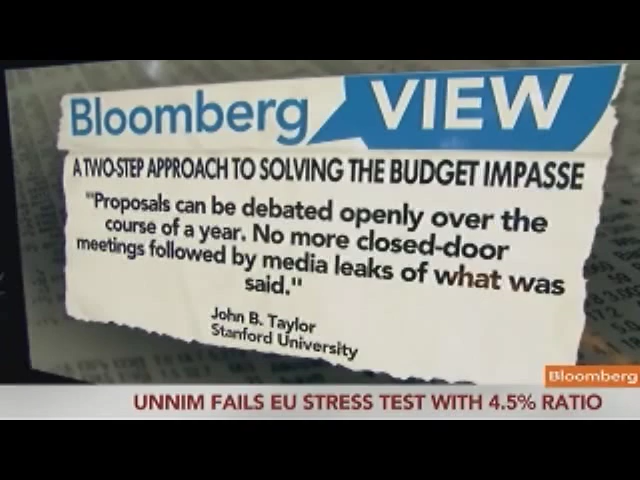 Bloomberg VIEW
A TWO-STEP APPROACH TO SOLVING THE BUDGET IMPASSE
"Proposals can be debated openly over the
course of a year. No more closed-door
meetings followed by media leaks of what was
said."
John B. Taylor
Stanford University
Bloomberg
UNNIM FAILS EU STRESS TEST WITH 4.5% RATIO